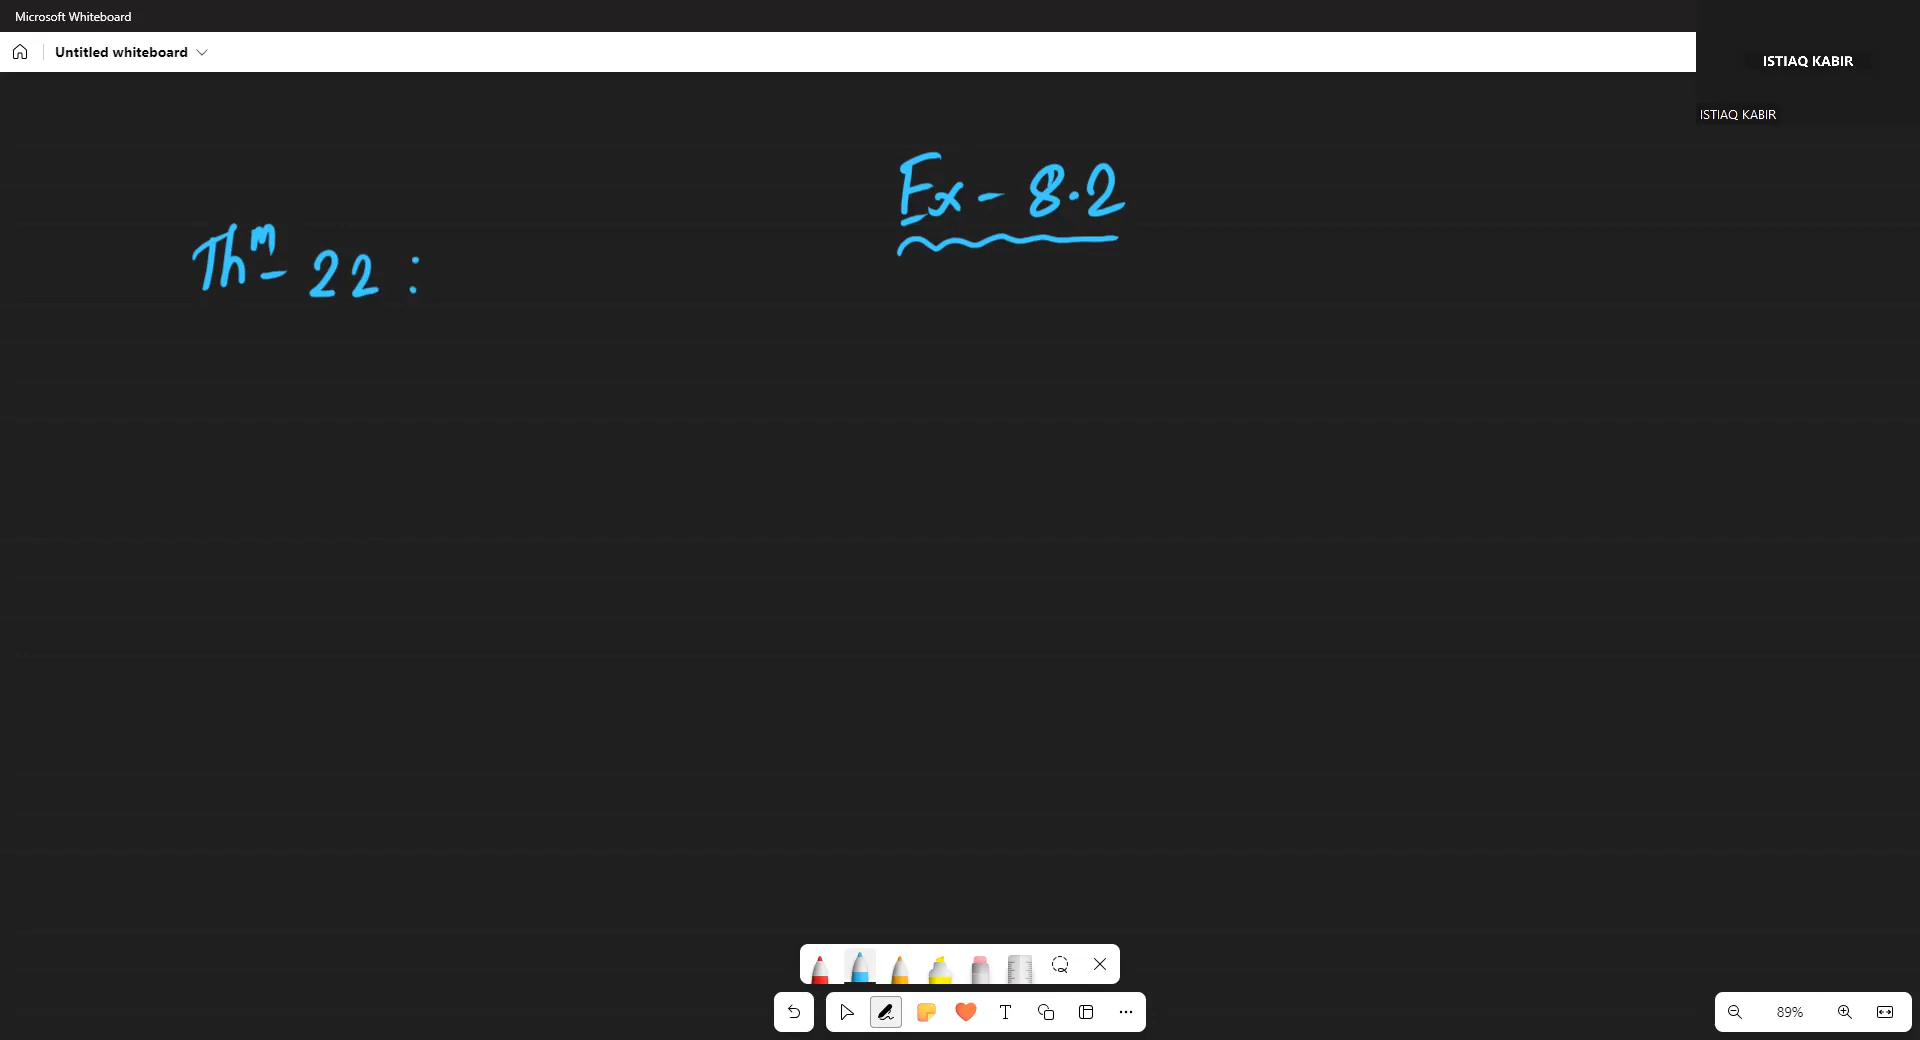 Microsoft Whiteboard
Untitled whiteboard
ISTIAQ KABIR
ISTIAQ KABIR
Ex - 8.2
Thm - 22 :
89%